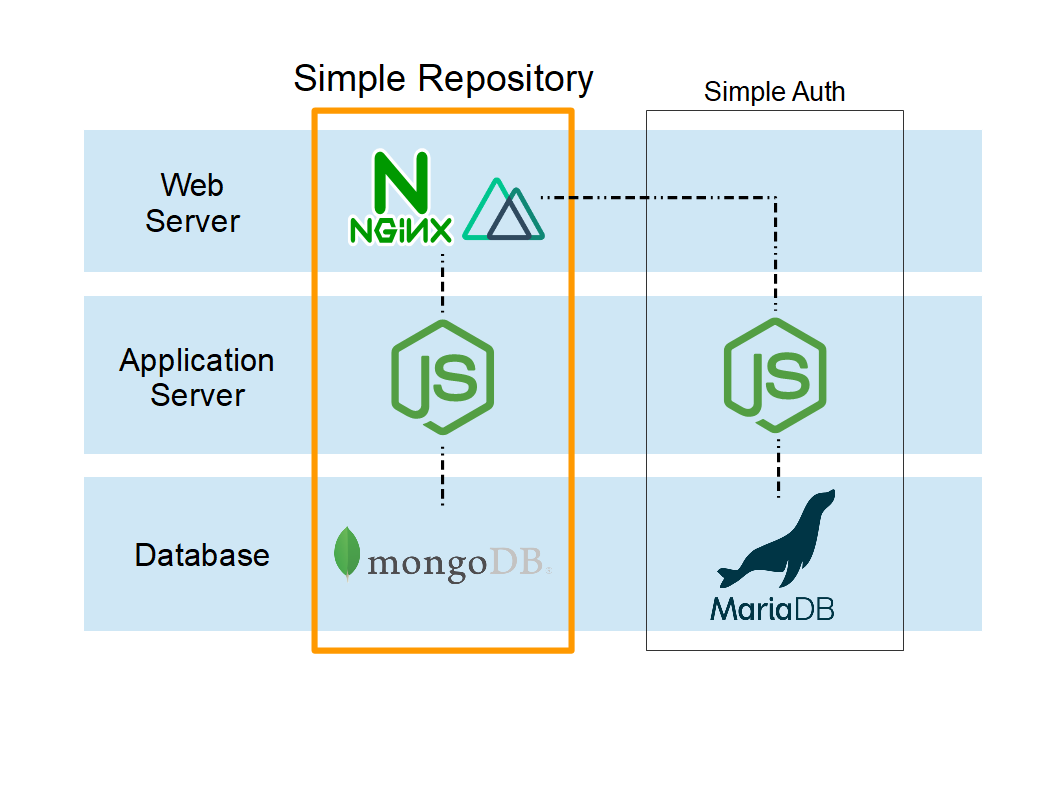 Simple Repository
Simple Auth
Web
Server
NGiNX
Application
Server
JS
JS
Database
mongoDB
MariaDB